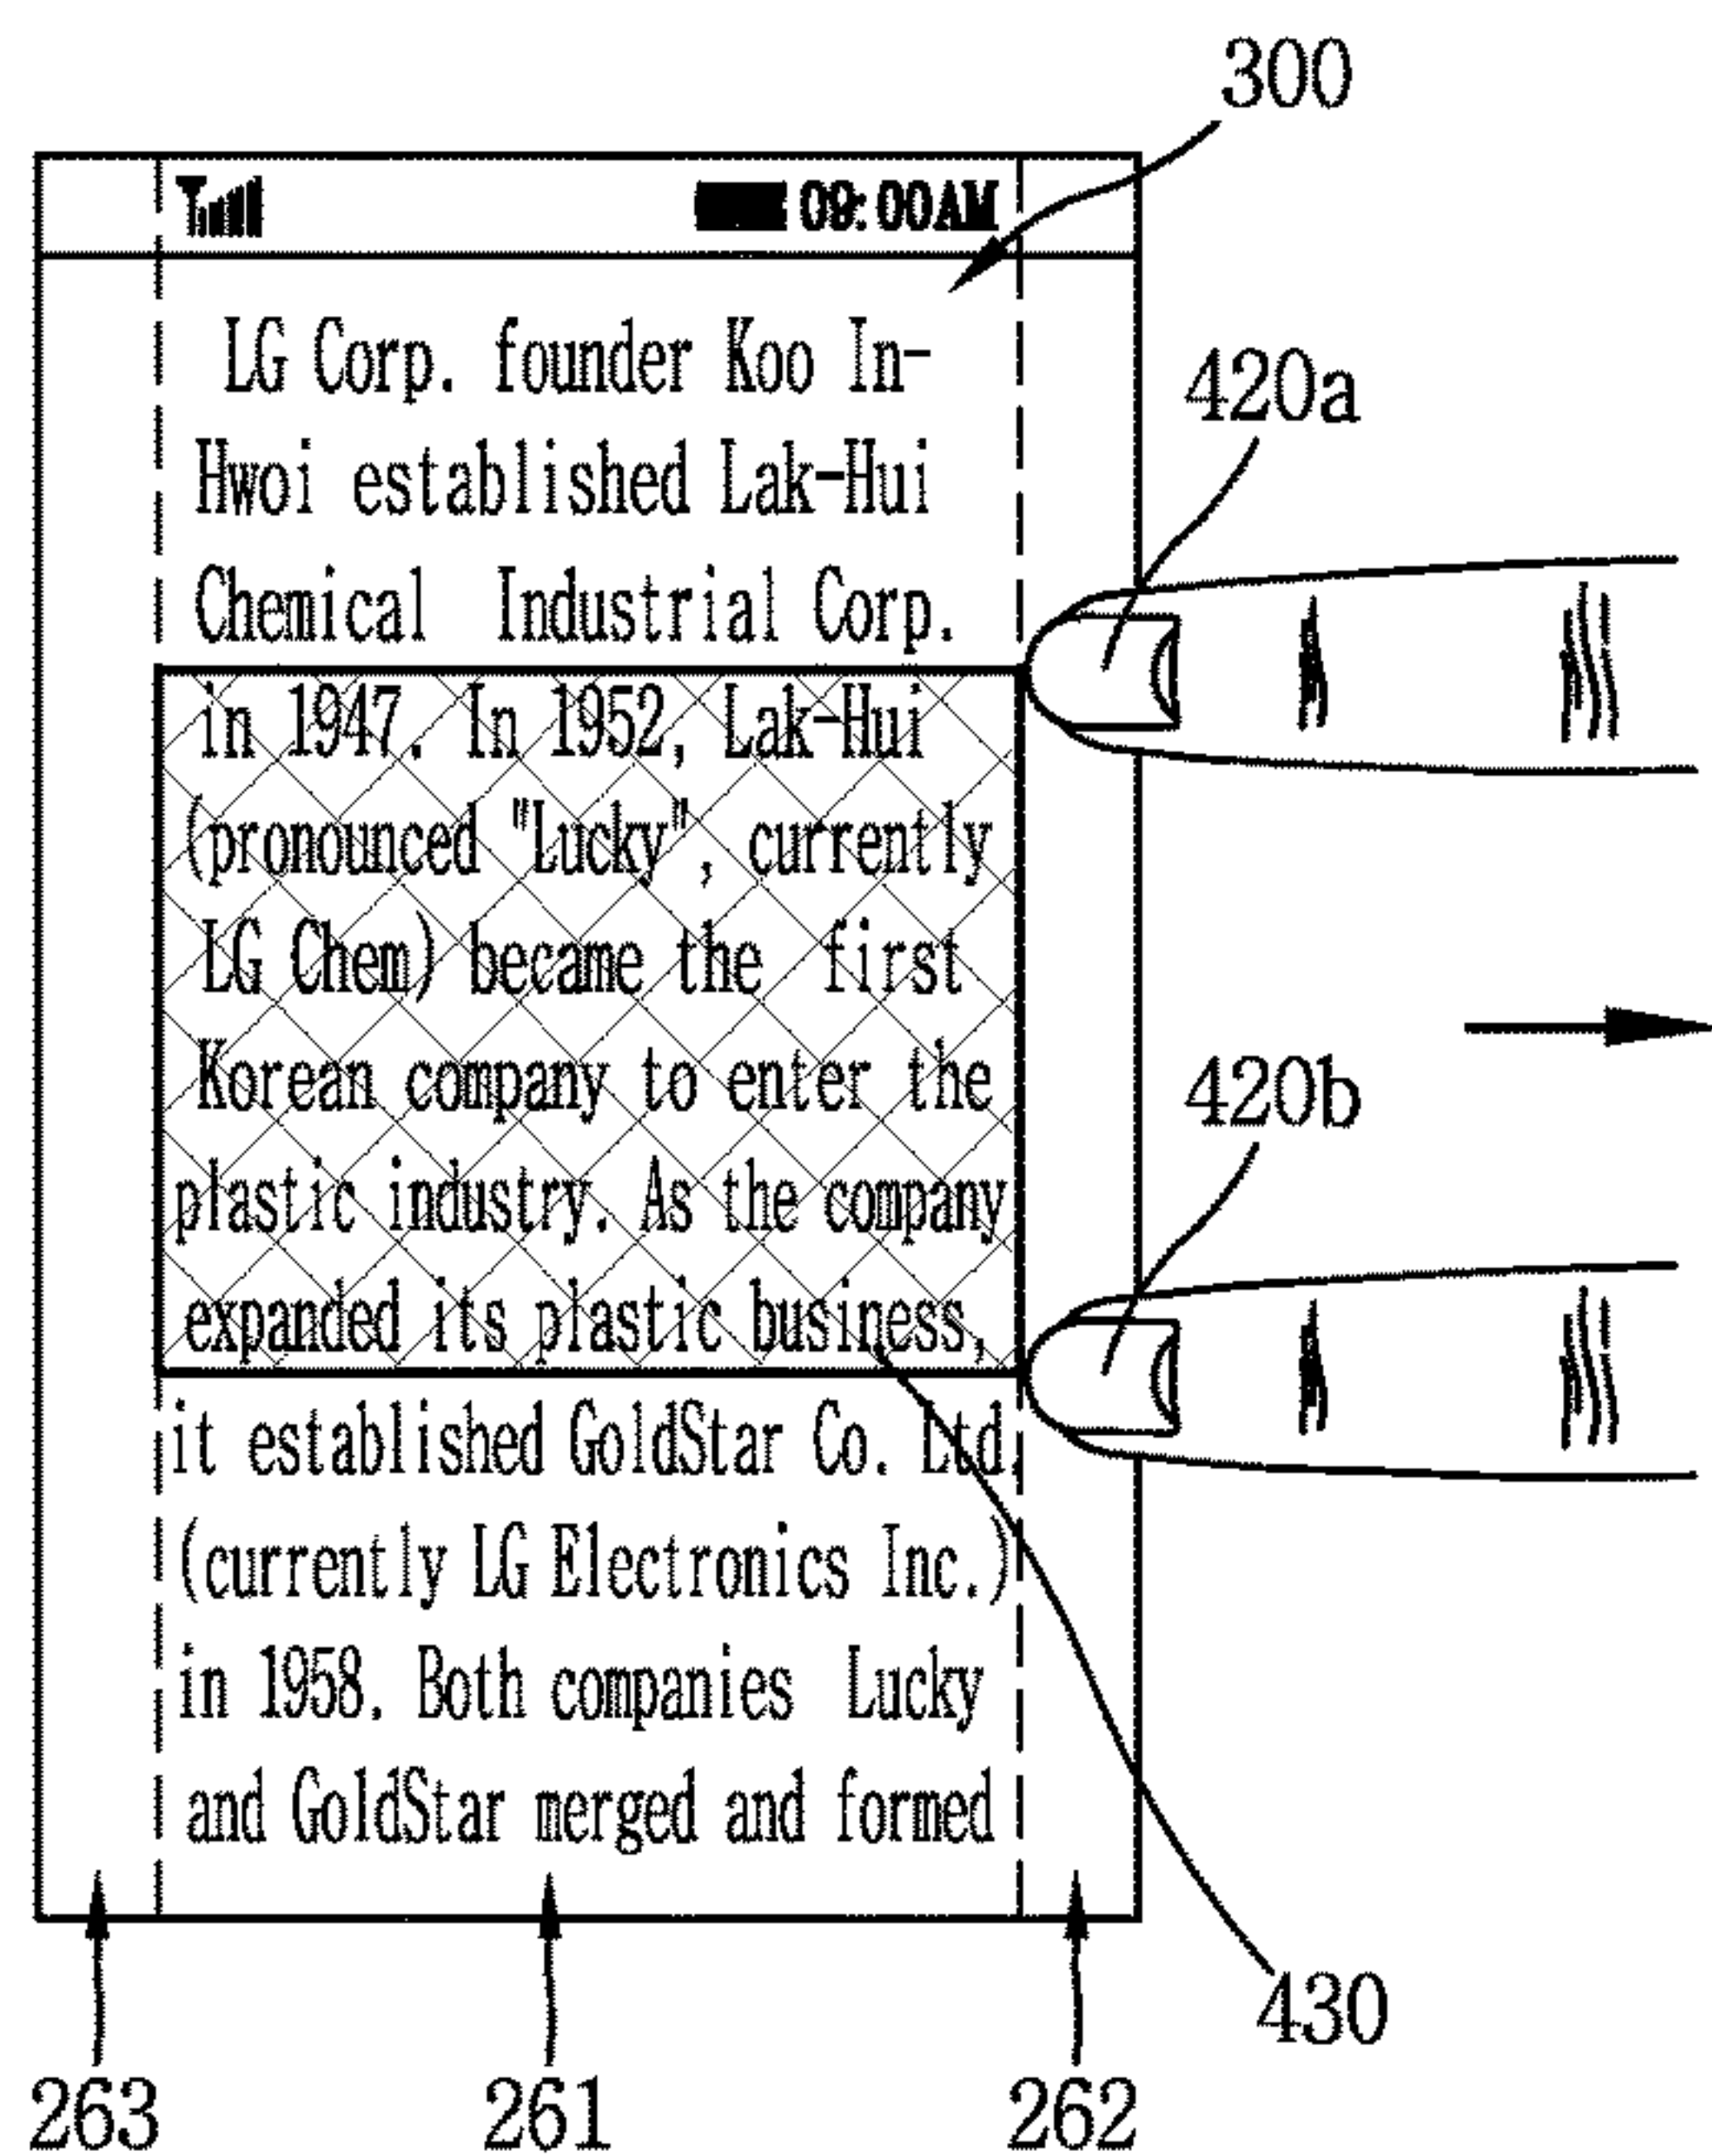 300
09:00AM
LG Corp. founder Koo In-
420a
Hwoi established Lak-Hui
Chemical Industrial Corp.
in 1947. In 1952, Lak-Hui
(pronounced "Lucky", currently
LG Chem) became the first
Korean company to enter the
420b
plastic industry. As the company
expanded its plastic business,
it established GoldStar Co. Ltd.
(currently LG Electronics Inc.)
in 1958. Both companies Lucky
and GoldStar merged and formed
430
263 261 262